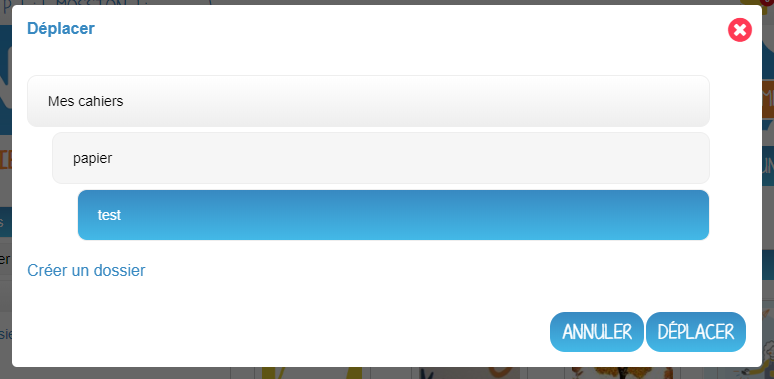 Déplacer
Mes cahiers
papier
test
Créer un dossier
ANNULER
DÉPLACER